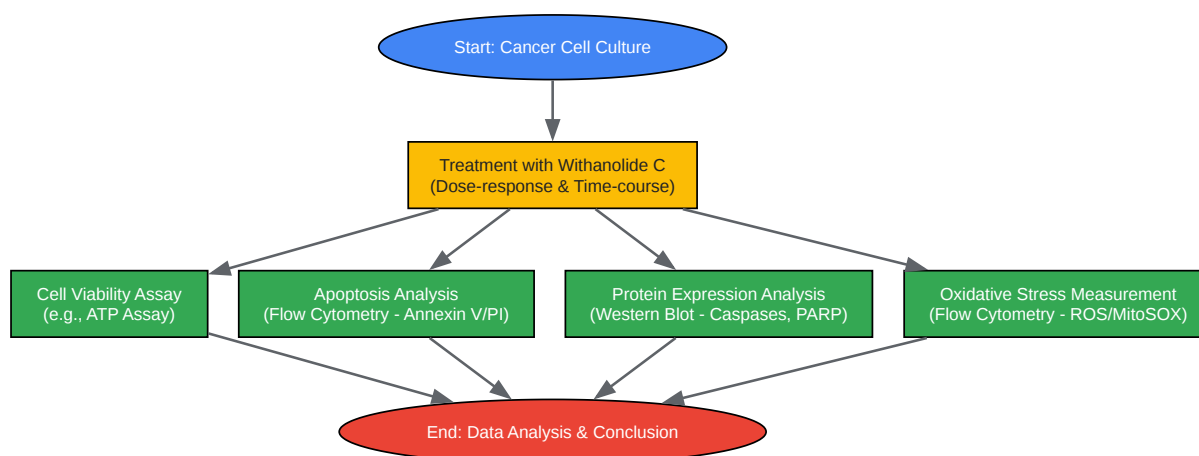 Start: Cancer Cell Culture
Treatment with Withanolide C
(Dose-response & Time-course)
Cell Viability Assay
(e.g., ATP Assay)
Apoptosis Analysis
(Flow Cytometry - Annexin V/PI)
Protein Expression Analysis
(Western Blot - Caspases, PARP)
Oxidative Stress Measurement
(Flow Cytometry - ROS/MitoSOX)
End: Data Analysis & Conclusion